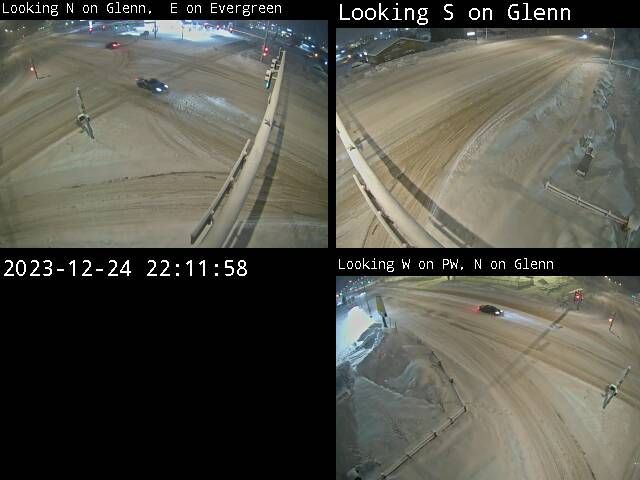 Looking N on Glenn,  E on Evergreen
Looking S on Glenn
2023-12-24 22:11:58
Looking W on PW, N on Glenn